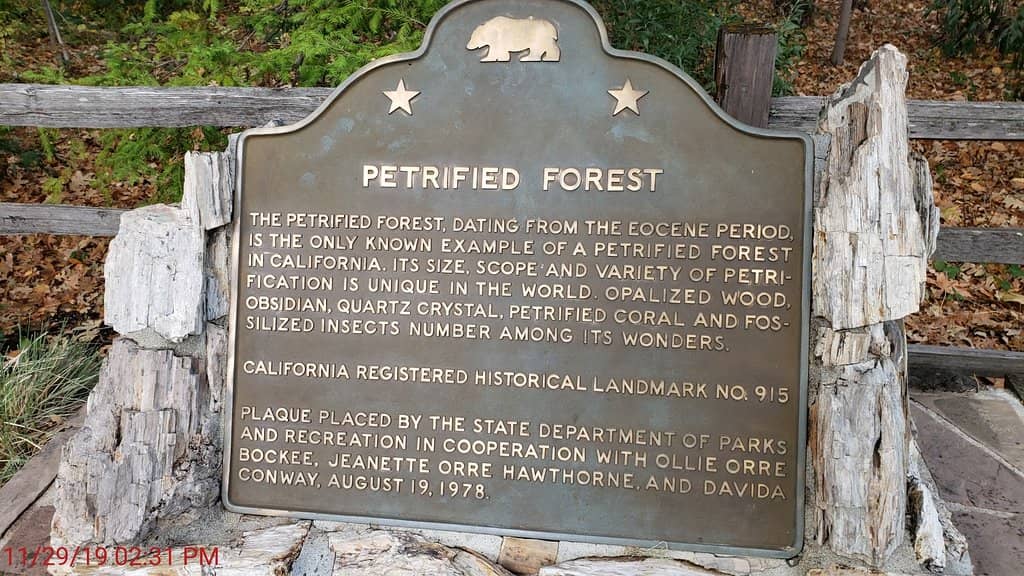 PETRIFIED FOREST
THE PETRIFIED FOREST, DATING FROM THE EOCENE PERIOD,
IS THE ONLY KNOWN EXAMPLE OF A PETRIFIED FOREST
IN CALIFORNIA. ITS SIZE, SCOPE AND VARIETY OF PETRI-
FICATION IS UNIQUE IN THE WORLD. OPALIZED WOOD,
OBSIDIAN, QUARTZ CRYSTAL, PETRIFIED CORAL AND FOS-
SILIZED INSECTS NUMBER AMONG ITS WONDERS.
CALIFORNIA REGISTERED HISTORICAL LANDMARK NO. 915
PLAQUE PLACED BY THE STATE DEPARTMENT OF PARKS
AND RECREATION IN COOPERATION WITH OLLIE ORRE
BOCKEE, JEANETTE ORRE HAWTHORNE, AND DAVIDA
CONWAY, AUGUST 19, 1978.
11/29/19 02:31 PM